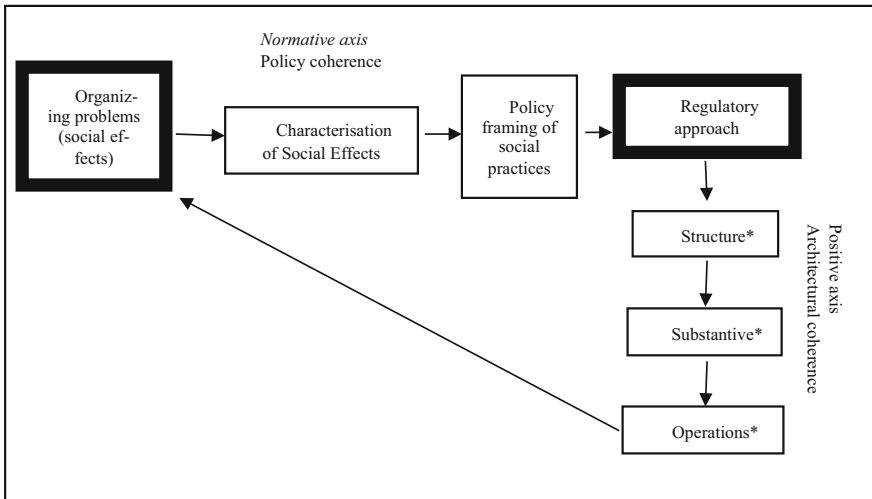 Normative axis
Policy coherence
Organiz-
ing problems
(social ef-
fects)
Characterisation
of Social Effects
Policy
framing of
social
practices
Regulatory
approach
Structure*
Substantive*
Operations*
Positive axis
Architectural coherence